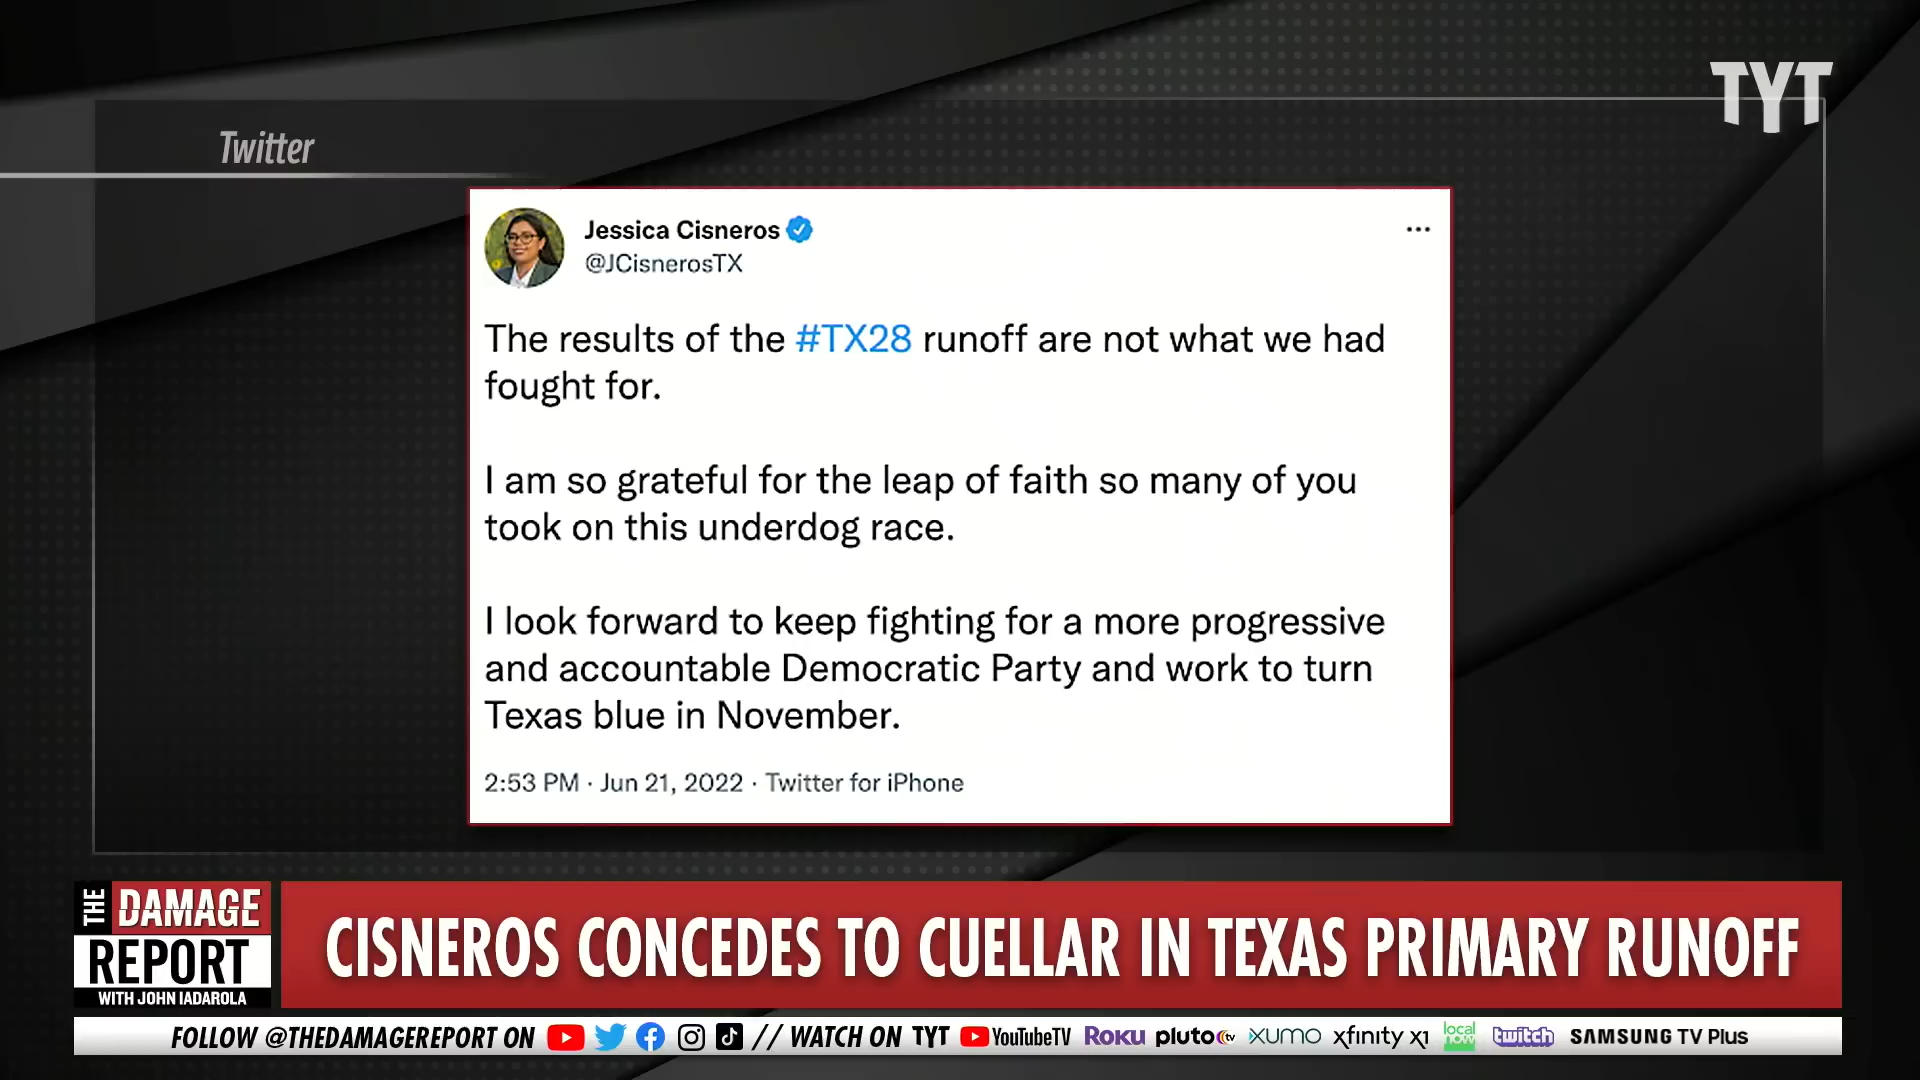 TYT
Twitter
Jessica Cisneros
@JCisnerosTX
The results of the #TX28 runoff are not what we had
fought for.
I am so grateful for the leap of faith so many of you
took on this underdog race.
I look forward to keep fighting for a more progressive
and accountable Democratic Party and work to turn
Texas blue in November.
2:53 PM · Jun 21, 2022 · Twitter for iPhone
THE DAMAGE
REPORT
WITH JOHN IADAROLA
CISNEROS CONCEDES TO CUELLAR IN TEXAS PRIMARY RUNOFF
FOLLOW @THEDAMAGEREPORT ON // WATCH ON TYT YouTubeTV ROKU pluto tv XUMO xfinity x1 local now twitch SAMSUNG TV Plus